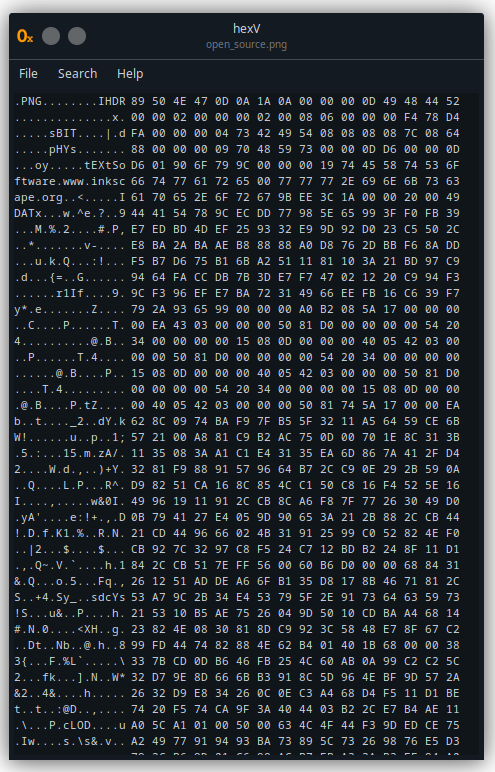 0x
hexV
open_source.png
File Search Help
.PNG........IHDR 89 50 4E 47 0D 0A 1A 0A 00 00 00 0D 49 48 44 52
..............x. 00 00 02 00 00 00 02 00 08 06 00 00 00 F4 78 D4
.....sBIT....|.d FA 00 00 00 04 73 42 49 54 08 08 08 08 7C 08 64
.....pHYs....... 88 00 00 00 09 70 48 59 73 00 00 0D D6 00 00 0D
...oy.....tEXtSo D6 01 90 6F 79 9C 00 00 00 19 74 45 58 74 53 6F
ftware.www.inksc 66 74 77 61 72 65 00 77 77 77 2E 69 6E 6B 73 63
ape.org..<.....I 61 70 65 2E 6F 72 67 9B EE 3C 1A 00 00 20 00 49
DATx...w.^e.?..9 44 41 54 78 9C EC DD 77 98 5E 65 99 3F F0 FB 39
...M.%.2....#.P, E7 ED BD 4D EF 25 93 32 E9 9D 92 D0 23 C5 50 2C
..*.......v-.... E8 BA 2A BA AE B8 88 88 A0 D8 76 2D BB F6 8A DD
...u.k.Q...:!... F5 B7 D6 75 B1 6B A2 51 11 81 10 3A 21 BD 97 C9
.d...{=..G...... 94 64 FA CC DB 7B 3D E7 F7 47 02 12 20 C9 94 F3
.......r1If....9. 9C F3 96 EF E7 BA 72 31 49 66 EE FB 16 C6 39 F7
y*.e.......Z.... 79 2A 93 65 99 00 00 00 A0 B2 08 5A 17 00 00 00
..C....P......T. 00 EA 43 03 00 00 00 50 81 D0 00 00 00 00 54 20
4..........@.B.. 34 00 00 00 00 15 08 0D 00 00 00 40 05 42 03 00
..P......T.4.... 00 00 50 81 D0 00 00 00 00 54 20 34 00 00 00 00
.......@.B....P.. 15 08 0D 00 00 00 40 05 42 03 00 00 00 50 81 D0
.....T.4........ 00 00 00 00 54 20 34 00 00 00 00 15 08 0D 00 00
.@.B....P.tZ.... 00 40 05 42 03 00 00 00 50 81 74 5A 17 00 00 EA
b..t...._2..dY.k 62 8C 09 74 BA F9 7F B5 5F 32 11 A5 64 59 CE 6B
W!.....u..p..1; 57 21 00 A8 81 C9 B2 AC 75 0D 00 70 1E 8C 31 3B
.5.:...15.m.zA/. 11 35 08 3A A1 C1 E4 31 35 EA 6D 86 7A 41 2F D4
2....W.d.,..)+Y. 32 81 F9 88 91 57 96 64 B7 2C C9 0E 29 2B 59 0A
..Q....L.P...R^. D9 82 51 CA 16 8C 85 4C C1 50 C8 16 F4 52 5E 16
I....,.....w&0I. 49 96 19 11 91 2C CB 8C A6 F8 7F 77 26 30 49 D0
.yA'....e:!+.,.D 0B 79 41 27 E4 05 9D 90 65 3A 21 2B 88 2C CB 44
!.D.f.K1.%..R.N. 21 CD 44 96 66 02 4B 31 91 25 99 C0 52 82 4E F0
..|2...$....$... CB 92 7C 32 97 C8 F5 24 C7 12 BD B2 24 8F 11 D1
.,.Q~.V.`....h.1 84 2C CB 51 7E FF 56 00 60 B6 D0 00 00 68 84 31
&.Q...o.5...Fq., 26 12 51 AD DE A6 6F B1 35 D8 17 8B 46 71 81 2C
S..+4.Sy_..sdcYs 53 A7 9C 2B 34 E4 53 79 5F 2E 91 73 64 63 59 73
!S...u&..P....h. 21 53 10 B5 AE 75 26 04 9D 50 10 CD BA A4 68 14
#.N.0....<XH..g. 23 82 4E 08 30 81 8D C9 92 3C 58 48 E7 8F 67 C2
..Dt..Nb..@.h..8 99 FD 44 74 82 88 4E 62 B4 01 40 1B 68 00 00 38
3{...F.%L`.....\ 33 7B CD 0D B6 46 FB 25 4C 60 AB 0A 99 C2 C2 5C
2...fk...].N..W* 32 D7 9E 8D 66 6B B3 91 8C 5D 96 4E BF 9D 57 2A
&2..4&....h..... 26 32 D9 E8 34 26 0C 0E C3 A4 68 D4 F5 11 D1 BE
t..t..:@D..,.... 74 20 F5 74 CA 9F 3A 40 44 03 B2 2C E7 B4 AE 11
.\...P.cLOD....u A0 5C A1 01 00 50 00 63 4C 4F 44 F3 9D ED CE 75
.Iw....s.\s&.v.. A2 49 77 91 94 93 BA 73 89 5C 73 26 98 76 E5 D3